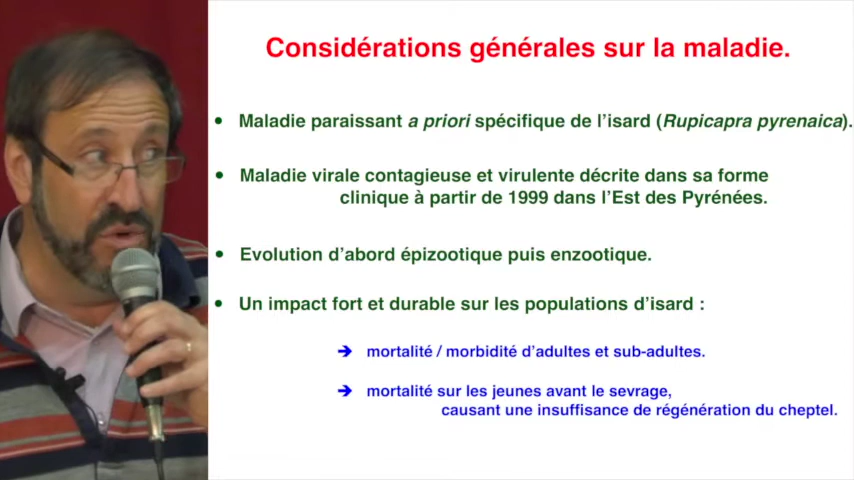 Considérations générales sur la maladie.
• Maladie paraissant a priori spécifique de l'isard (Rupicapra pyrenaica).
• Maladie virale contagieuse et virulente décrite dans sa forme
clinique à partir de 1999 dans l'Est des Pyrénées.
• Evolution d'abord épizootique puis enzootique.
• Un impact fort et durable sur les populations d'isard :
➔ mortalité / morbidité d'adultes et sub-adultes.
➔ mortalité sur les jeunes avant le sevrage,
causant une insuffisance de régénération du cheptel.